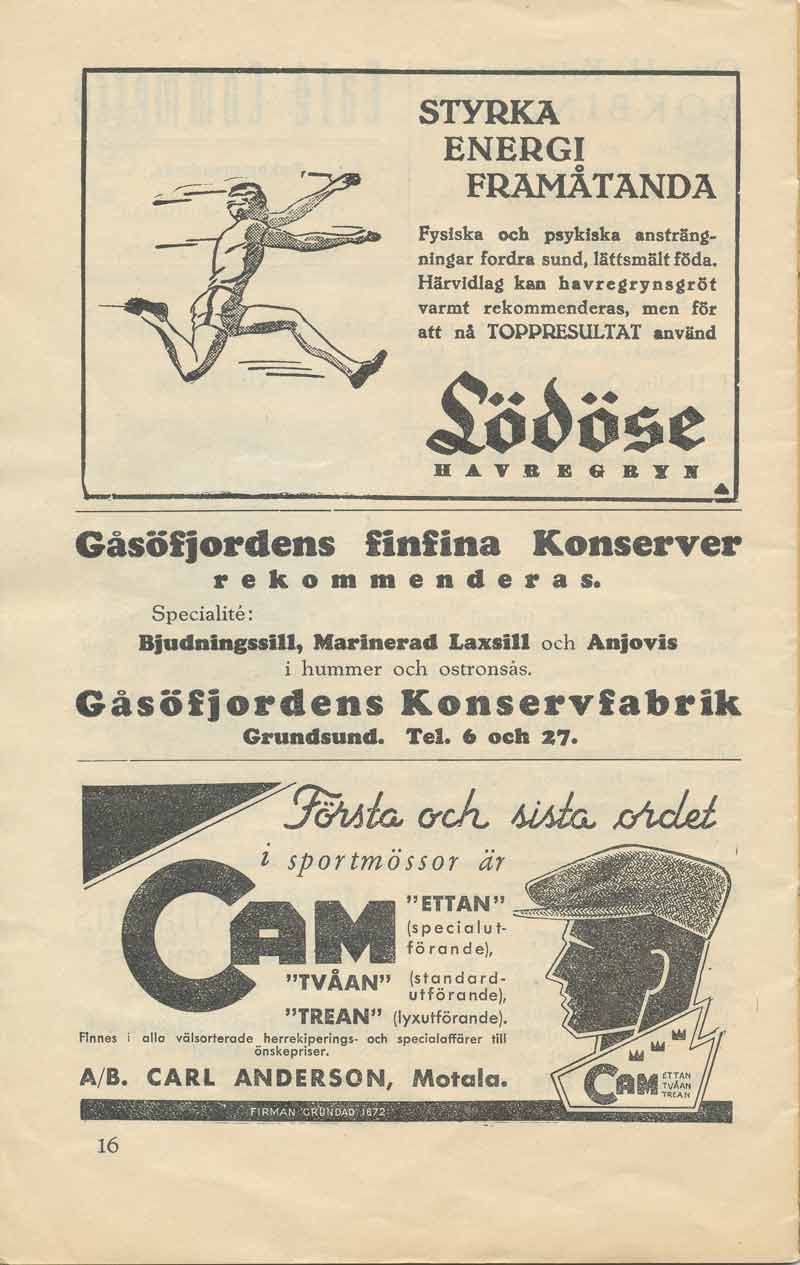 STYRKA
ENERGI
FRAMÅTANDA
Fysiska och psykiska ansträng-
ningar fordra sund, lättsmält föda.
Härvidlag kan havregrynsgröt
varmt rekommenderas, men för
att nå TOPPRESULTAT använd
Lödöse
HAVREGRYN
Gåsöfjordens finfina Konserver
rekommenderas.
Specialité:
Bjudningssill, Marinerad Laxsill och Anjovis
i hummer och ostronsås.
Gåsöfjordens Konservfabrik
Grundsund. Tel. 6 och 27.
Första och sista ordet
i sportmössor är
CAM
"ETTAN"
(specialut-
förande),
"TVÅAN" (standard-
utförande),
"TREAN" (lyxutförande).
Finnes i alla välsorterade herrekiperings- och specialaffärer till
önskepriser.
A/B. CARL ANDERSON, Motala.
CAM
ETTAN
TVÅAN
TREAN
FIRMAN GRUNDAD 1872
16